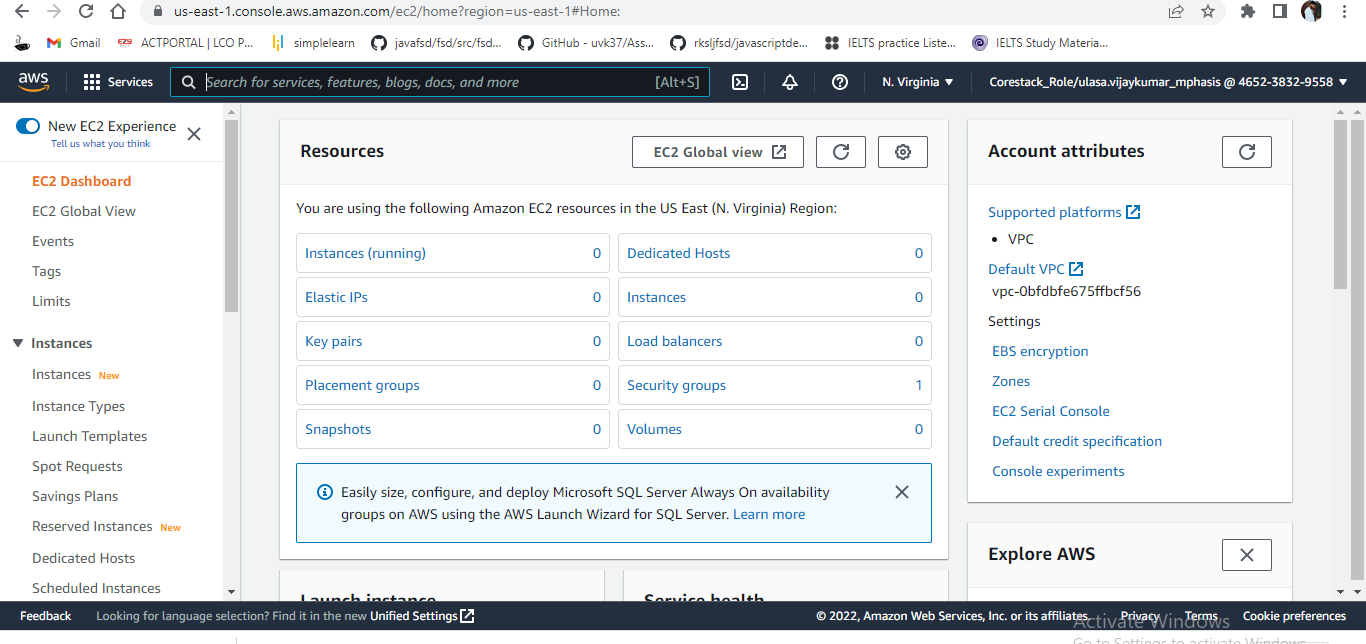 us-east-1.console.aws.amazon.com/ec2/home?region=us-east-1#Home:
Gmail
ACTPORTAL | LCO P...
simplelearn
javafsd/fsd/src/fsd...
GitHub - uvk37/Ass...
rksljfsd/javascriptde...
IELTS practice Liste...
IELTS Study Materia...
aws
Services
Search for services, features, blogs, docs, and more
[Alt+S]
N. Virginia
Corestack_Role/ulasa.vijaykumar_mphasis @ 4652-3832-9558
New EC2 Experience
Tell us what you think
EC2 Dashboard
EC2 Global View
Events
Tags
Limits
Instances
Instances New
Instance Types
Launch Templates
Spot Requests
Savings Plans
Reserved Instances New
Dedicated Hosts
Scheduled Instances
Resources
EC2 Global view
You are using the following Amazon EC2 resources in the US East (N. Virginia) Region:
Instances (running) 0
Dedicated Hosts 0
Elastic IPs 0
Instances 0
Key pairs 0
Load balancers 0
Placement groups 0
Security groups 1
Snapshots 0
Volumes 0
Easily size, configure, and deploy Microsoft SQL Server Always On availability
groups on AWS using the AWS Launch Wizard for SQL Server. Learn more
Launch instance
Service health
Account attributes
Supported platforms
VPC
Default VPC
vpc-0bfdbfe675ffbcf56
Settings
EBS encryption
Zones
EC2 Serial Console
Default credit specification
Console experiments
Explore AWS
Feedback
Looking for language selection? Find it in the new Unified Settings
© 2022, Amazon Web Services, Inc. or its affiliates.
Privacy
Terms
Cookie preferences
Activate Windows
Go to Settings to activate Windows.